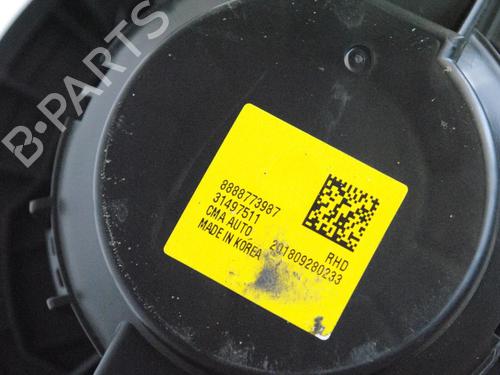 B-PARTS
8888773987
31497511
CMA AUTO
MADE IN KOREA
RHD
201809280233